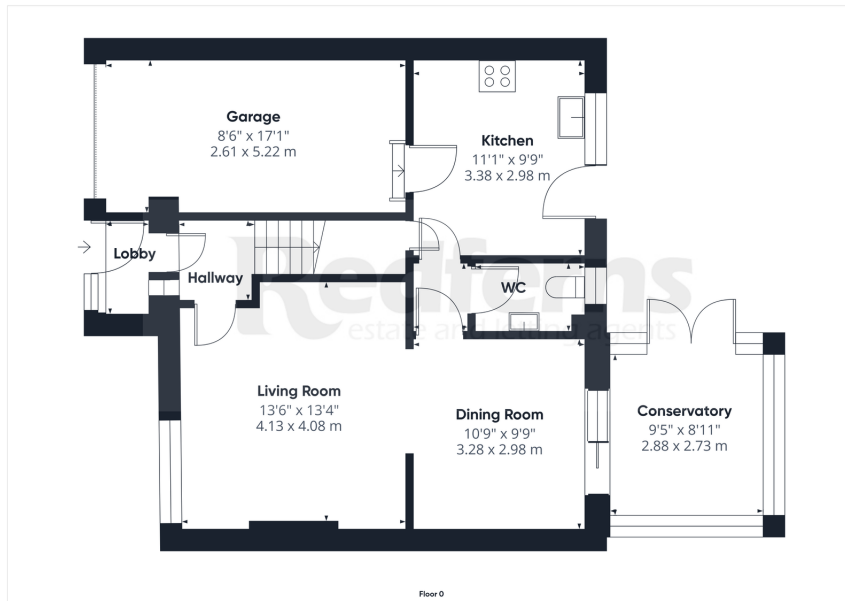 Garage
8'6" x 17'1"
2.61 x 5.22 m
Kitchen
11'1" x 9'9"
3.38 x 2.98 m
Lobby
Hallway
WC
Redferns
estate and letting agents
Living Room
13'6" x 13'4"
4.13 x 4.08 m
Dining Room
10'9" x 9'9"
3.28 x 2.98 m
Conservatory
9'5" x 8'11"
2.88 x 2.73 m
Floor 0